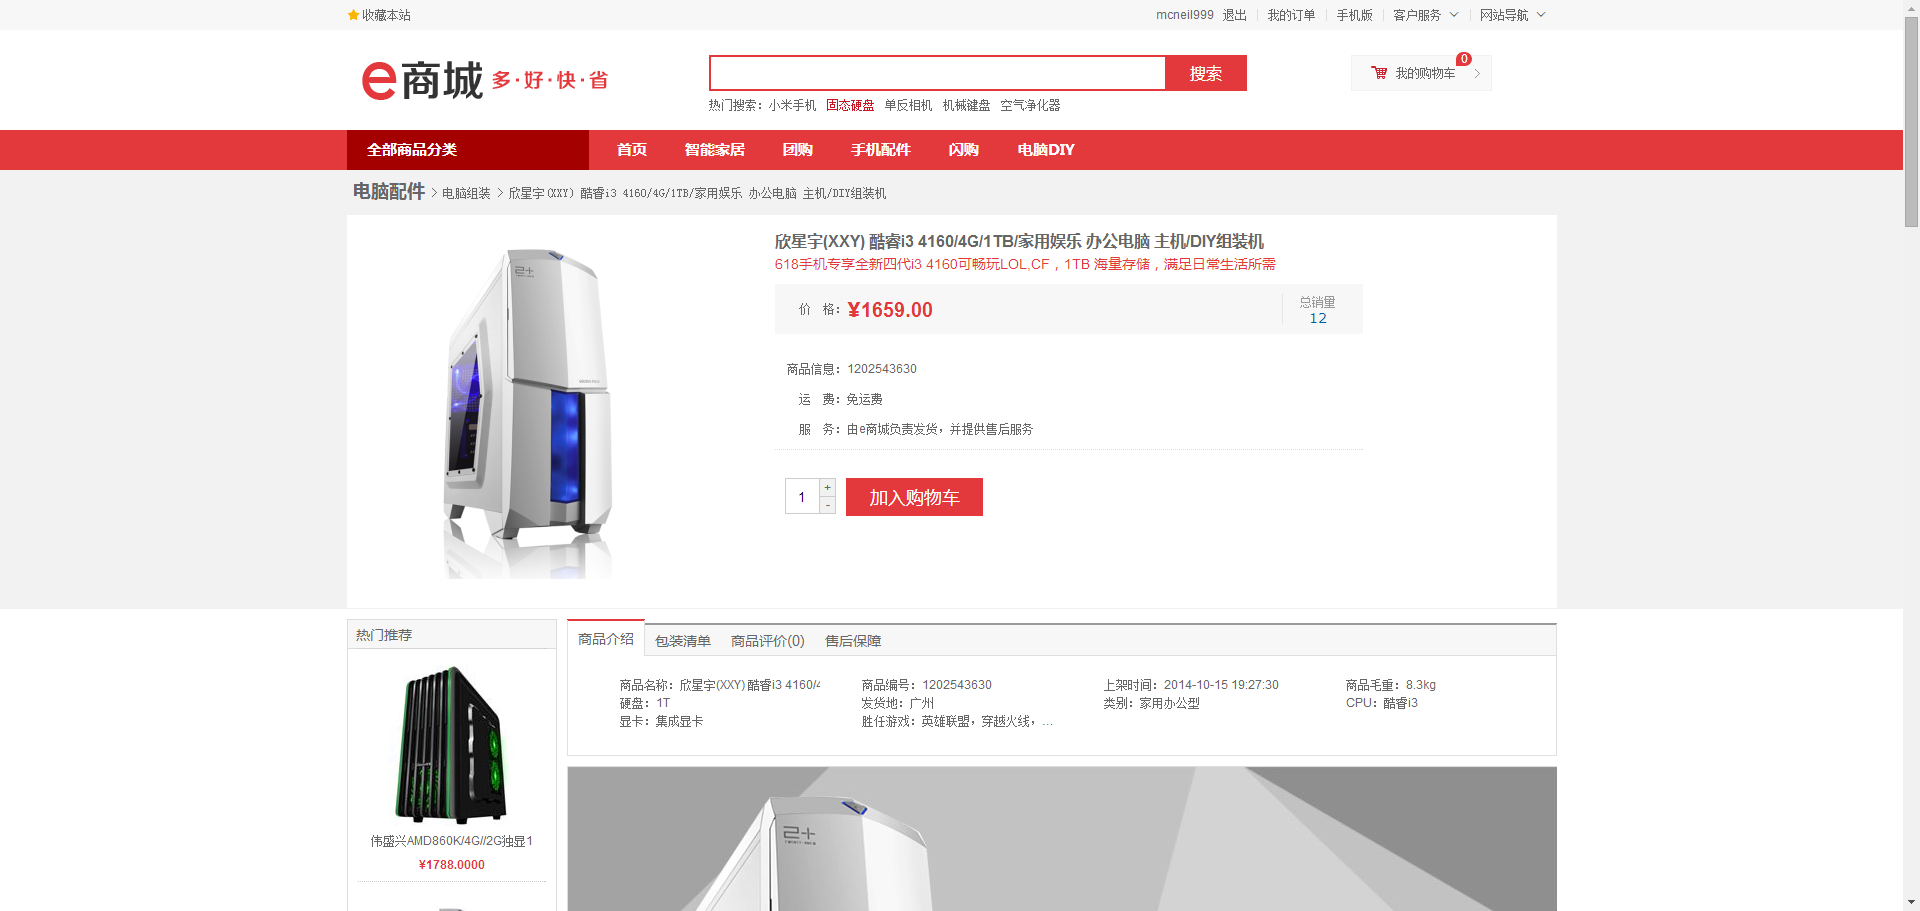 收藏本站
mcneil999 退出 我的订单 手机版 客户服务 网站导航
e商城 多·好·快·省
搜索
我的购物车 0
热门搜索： 小米手机 固态硬盘 单反相机 机械键盘 空气净化器
全部商品分类 首页 智能家居 团购 手机配件 闪购 电脑DIY
电脑配件 > 电脑组装 > 欣星宇(XXY) 酷睿i3 4160/4G/1TB/家用娱乐 办公电脑 主机/DIY组装机
欣星宇(XXY) 酷睿i3 4160/4G/1TB/家用娱乐 办公电脑 主机/DIY组装机
618手机专享全新四代i3 4160可畅玩LOL,CF，1TB 海量存储，满足日常生活所需
价 格： ¥1659.00
总销量
12
商品信息： 1202543630
运 费： 免运费
服 务： 由e商城负责发货，并提供售后服务
1 + -
加入购物车
热门推荐
伟盛兴AMD860K/4G//2G独显1
¥1788.0000
商品介绍 包装清单 商品评价(0) 售后保障
商品名称：欣星宇(XXY) 酷睿i3 4160/4 商品编号：1202543630 上架时间：2014-10-15 19:27:30 商品毛重：8.3kg
硬盘：1T 发货地：广州 类别：家用办公型 CPU：酷睿i3
显卡：集成显卡 胜任游戏：英雄联盟，穿越火线，...
2+